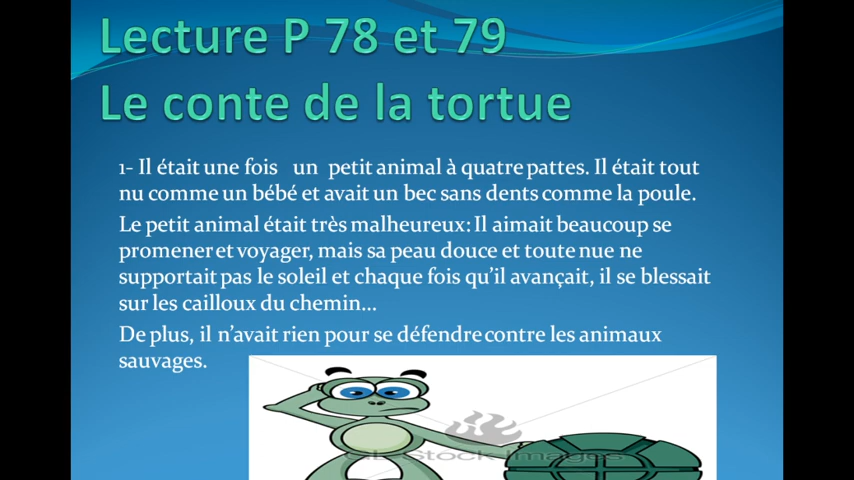 Lecture P 78 et 79
Le conte de la tortue
1- Il était une fois un petit animal à quatre pattes. Il était tout
nu comme un bébé et avait un bec sans dents comme la poule.
Le petit animal était très malheureux: Il aimait beaucoup se
promener et voyager, mais sa peau douce et toute nue ne
supportait pas le soleil et chaque fois qu'il avançait, il se blessait
sur les cailloux du chemin...
De plus, il n'avait rien pour se défendre contre les animaux
sauvages.
Stock Images